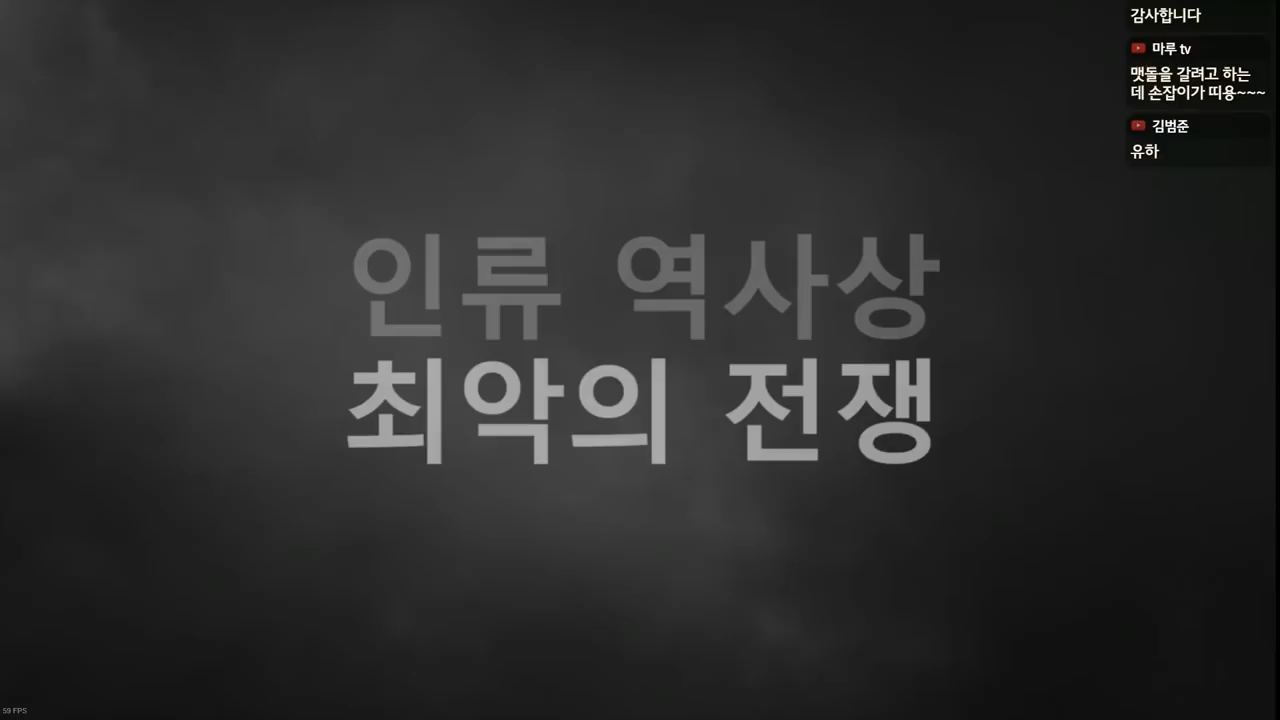 감사합니다
마루 tv
맷돌을 갈려고 하는
데 손잡이가 띠용~~~
김범준
유하
인류 역사상
최악의 전쟁
59 FPS